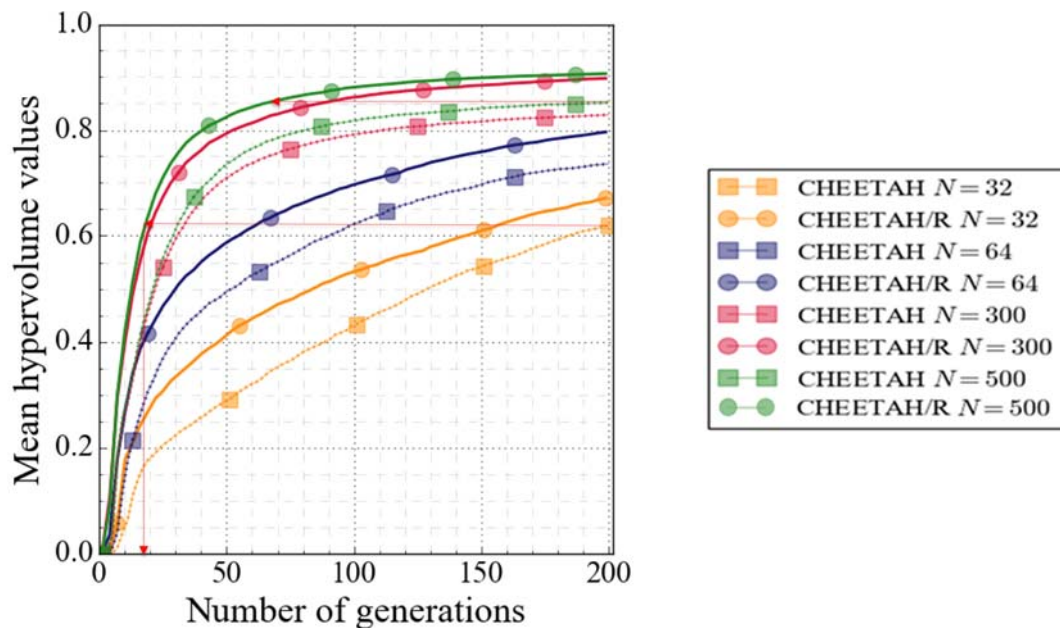 1.0
0.8
0.6
0.4
0.2
0.0
0
50
100
150
200
Mean hypervolume values
Number of generations
CHEETAH N = 32
CHEETAH/R N = 32
CHEETAH N = 64
CHEETAH/R N = 64
CHEETAH N = 300
CHEETAH/R N = 300
CHEETAH N = 500
CHEETAH/R N = 500